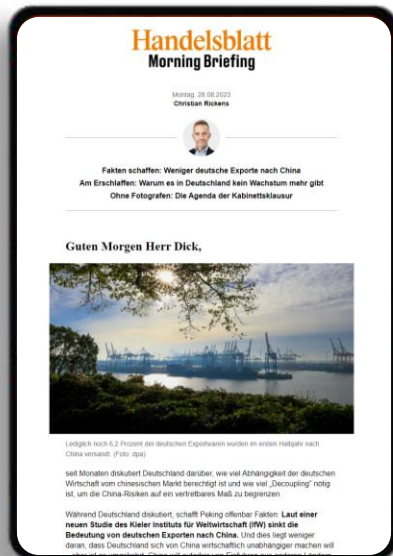 Handelsblatt
Morning Briefing
Montag, 28.08.2023
Christian Rickens
Fakten schaffen: Weniger deutsche Exporte nach China
Am Erschlaffen: Warum es in Deutschland kein Wachstum mehr gibt
Ohne Fotografen: Die Agenda der Kabinettsklausur
Guten Morgen Herr Dick,
Lediglich noch 6,2 Prozent der deutschen Exportwaren wurden im ersten Halbjahr nach
China versandt. (Foto: dpa)
seit Monaten diskutiert Deutschland darüber, wie viel Abhängigkeit der deutschen
Wirtschaft vom chinesischen Markt berechtigt ist und wie viel „Decoupling" nötig
ist, um die China-Risiken auf ein vertretbares Maß zu begrenzen.
Während Deutschland diskutiert, schafft Peking offenbar Fakten: Laut einer
neuen Studie des Kieler Instituts für Weltwirtschaft (IfW) sinkt die
Bedeutung von deutschen Exporten nach China. Und dies liegt weniger
daran, dass Deutschland sich von China wirtschaftlich unabhängiger machen will